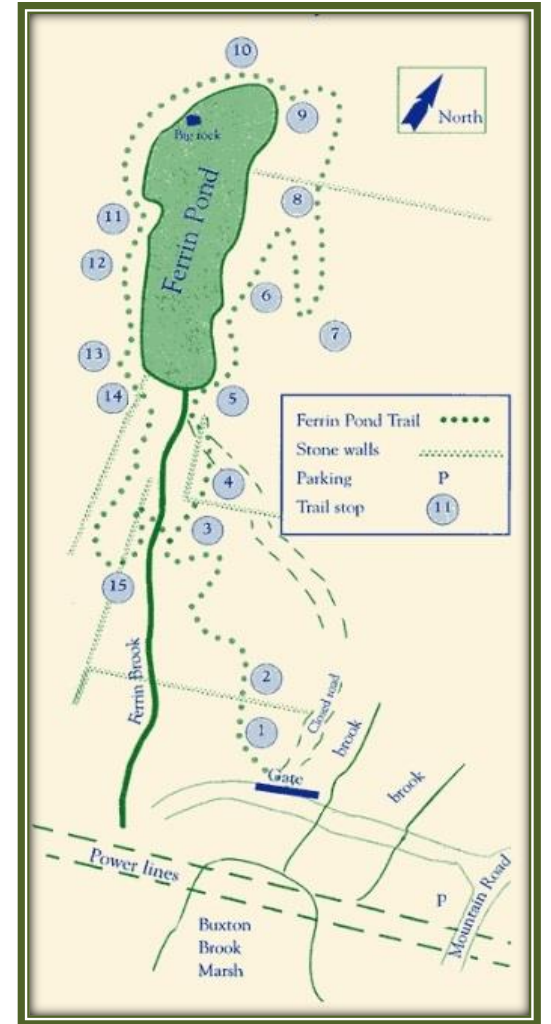 10
North
9
Big rock
8
11
Ferrin Pond
12
6
7
13
14
5
Ferrin Pond Trail
Stone walls
Parking P
Trail stop 11
4
3
15
2
Ferrin Brook
Closed road
1
brook
Gate
brook
Power lines
P
Mountain Road
Buxton
Brook
Marsh